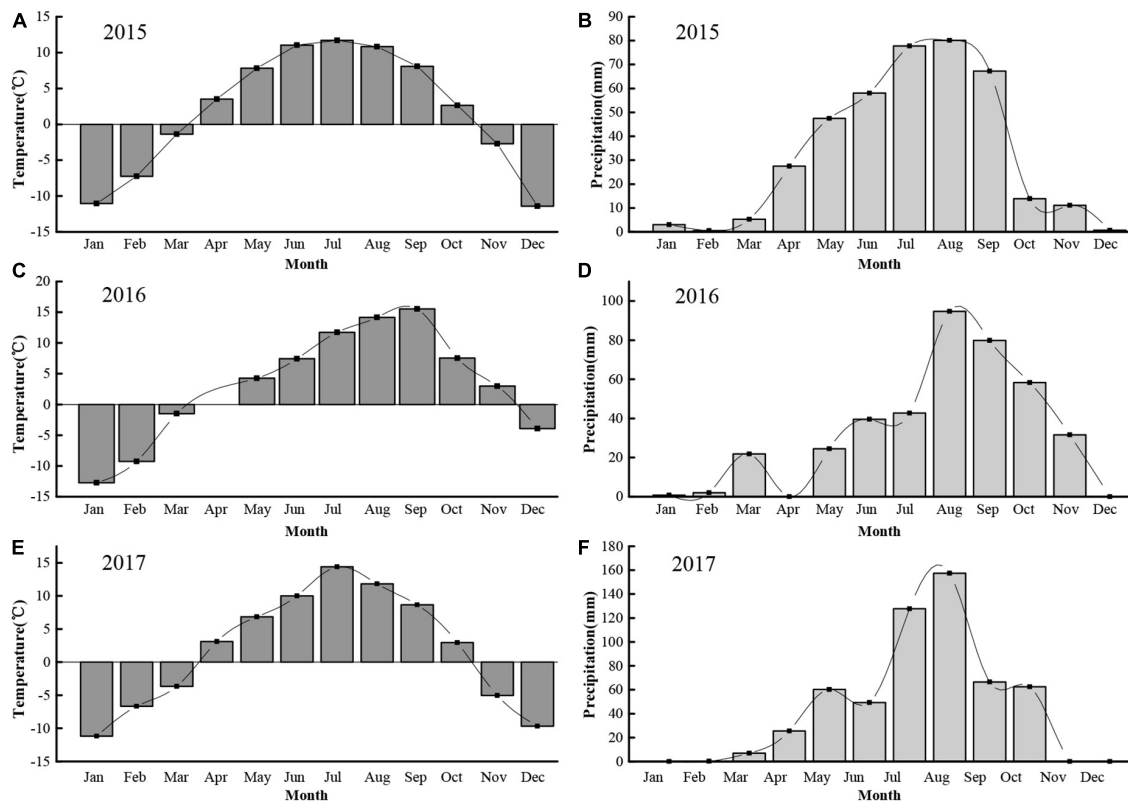 A
2015
Temperature(℃)
15
10
5
0
-5
-10
-15
Jan Feb Mar Apr May Jun Jul Aug Sep Oct Nov Dec
Month
B
2015
Precipitation(mm)
90
80
70
60
50
40
30
20
10
0
Jan Feb Mar Apr May Jun Jul Aug Sep Oct Nov Dec
Month
C
2016
Temperature(℃)
20
15
10
5
0
-5
-10
-15
Jan Feb Mar Apr May Jun Jul Aug Sep Oct Nov Dec
Month
D
2016
Precipitation(mm)
100
80
60
40
20
0
Jan Feb Mar Apr May Jun Jul Aug Sep Oct Nov Dec
Month
E
2017
Temperature(℃)
15
10
5
0
-5
-10
-15
Jan Feb Mar Apr May Jun Jul Aug Sep Oct Nov Dec
Month
F
2017
Precipitation(mm)
180
160
140
120
100
80
60
40
20
0
Jan Feb Mar Apr May Jun Jul Aug Sep Oct Nov Dec
Month